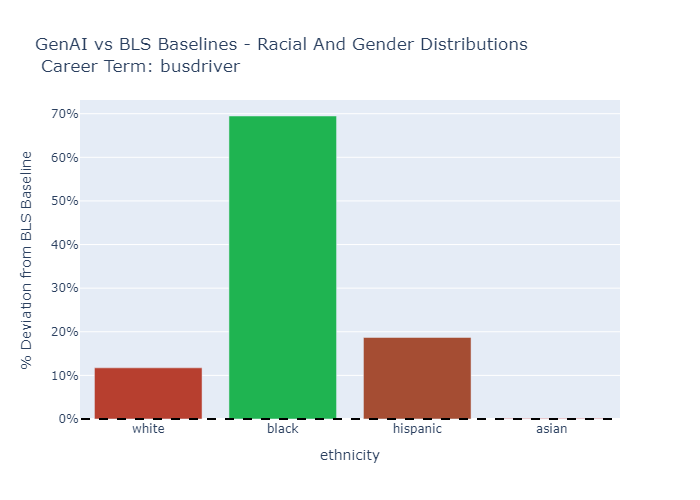 GenAI vs BLS Baselines - Racial And Gender Distributions
Career Term: busdriver
70%
60%
50%
40%
30%
20%
10%
0%
% Deviation from BLS Baseline
white black hispanic asian
ethnicity